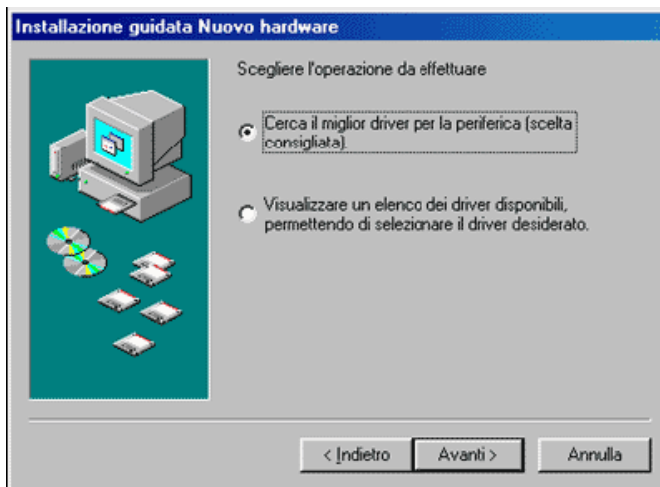 Installazione guidata Nuovo hardware
Scegliere l'operazione da effettuare
Cerca il miglior driver per la periferica (scelta
consigliata).
Visualizzare un elenco dei driver disponibili,
permettendo di selezionare il driver desiderato.
< Indietro
Avanti >
Annulla